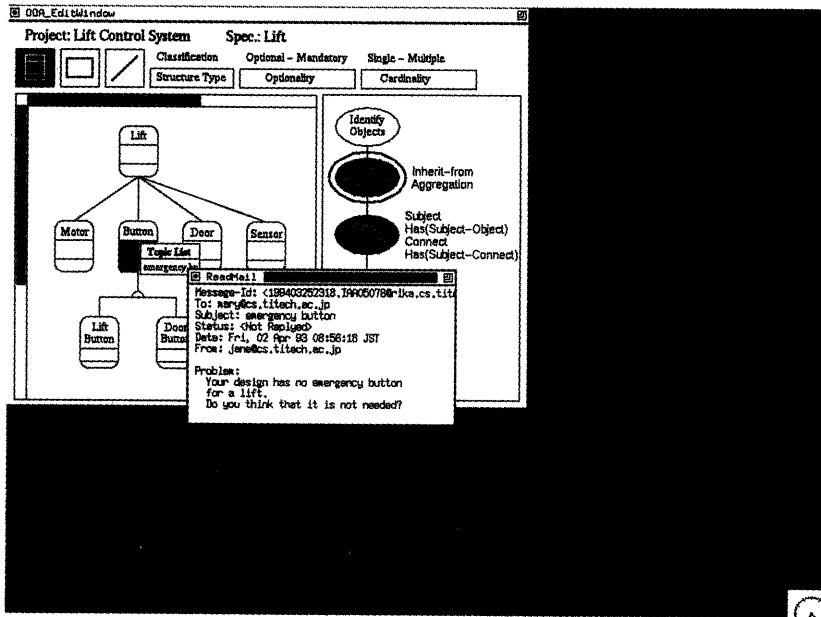 OOA_EditWindow
Project: Lift Control System Spec.: Lift
Classification Optional - Mandatory Single - Multiple
Structure Type Optionality Cardinality
Lift
Motor Button Door Sensor
Topic List
emergency
Lift
Button
Door
Identify
Objects
Inherit-from
Aggregation
Subject
Has(Subject-Object)
Connect
Has(Subject-Connect)
ReadMail
Message-Id:
To: mary@cs.titech.ac.jp
Subject: emergency button
Status: <Not Replyed>
Date: Fri, 02 Apr 93 08:56:18 JST
From: jane@cs.titech.ac.jp
Problem:
Your design has no emergency button
for a lift.
Do you think that it is not needed?